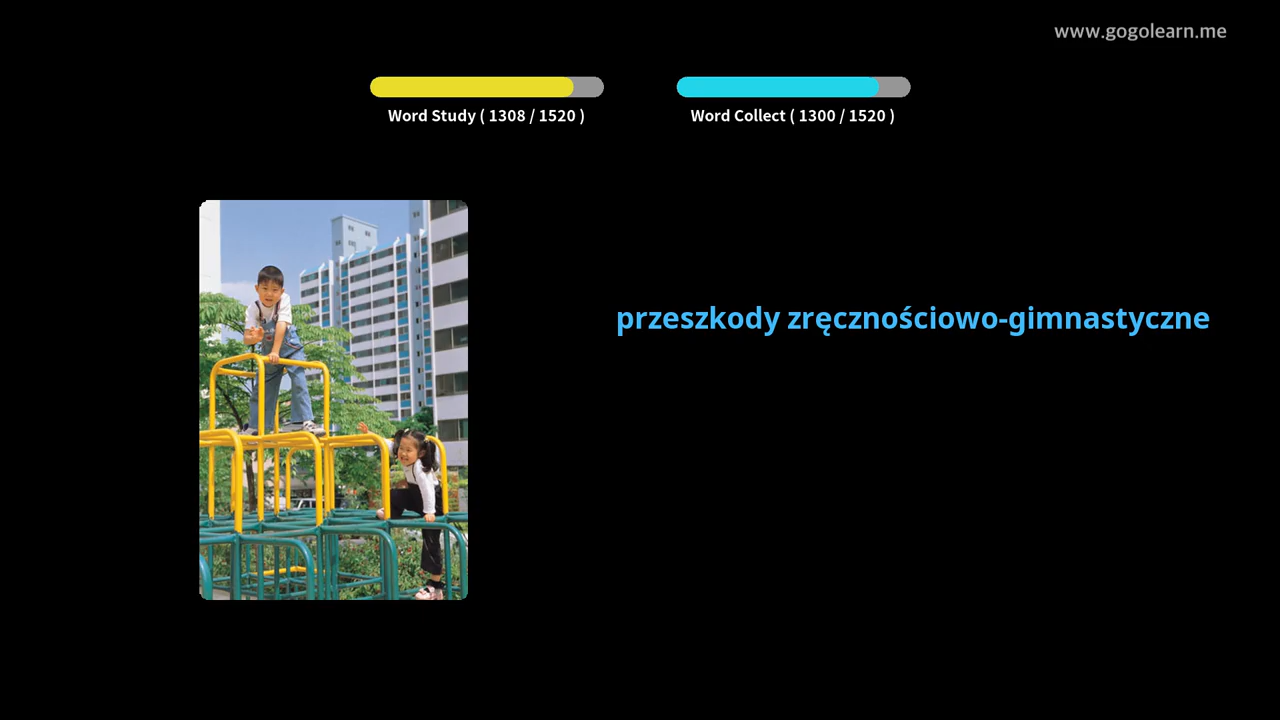 www.gogolearn.me
Word Study ( 1308 / 1520 )
Word Collect ( 1300 / 1520 )
przeszkody zręcznościowo-gimnastyczne